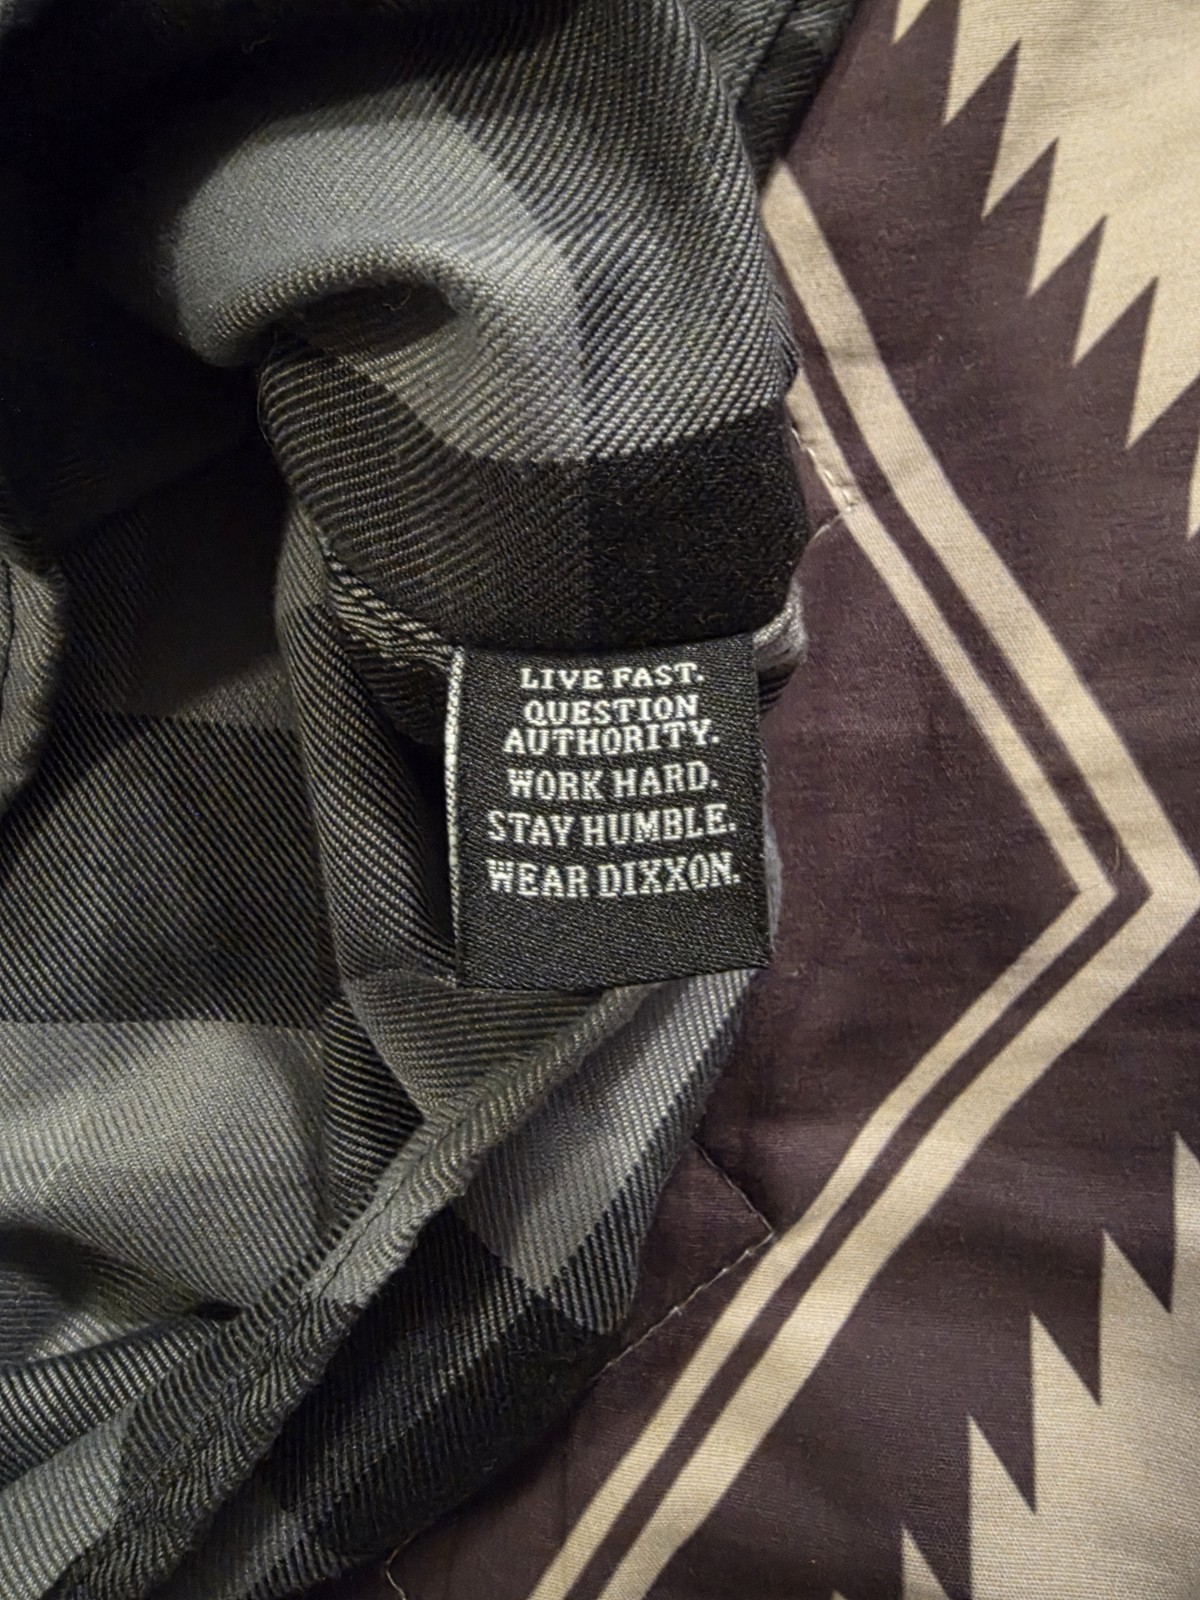 LIVE FAST.
QUESTION
AUTHORITY.
WORK HARD.
STAY HUMBLE.
WEAR DIXXON.